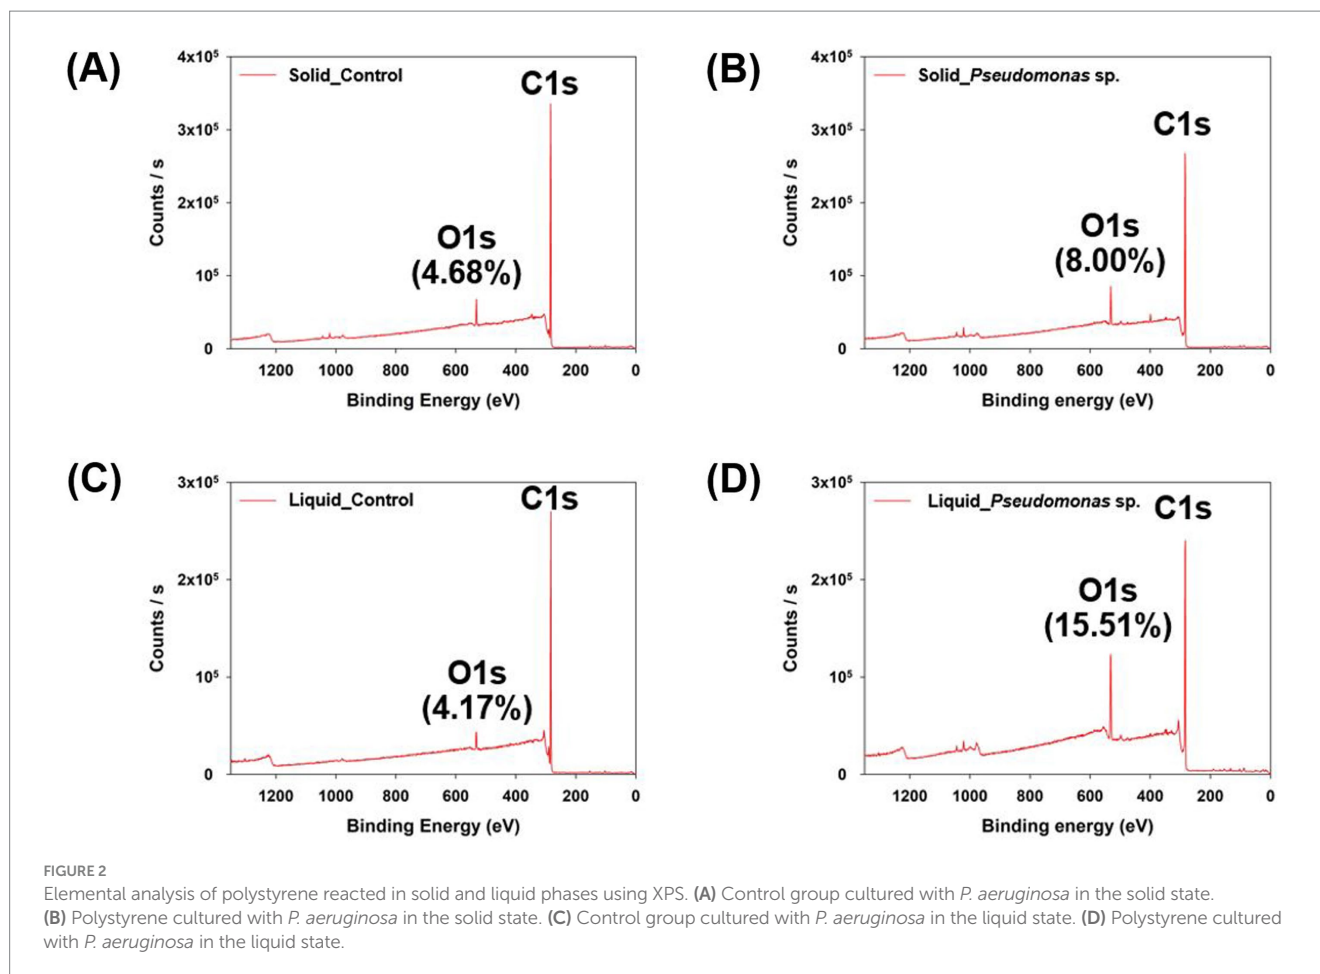 (A)
4x10⁵
3x10⁵
2x10⁵
10⁵
0
Counts / s
Solid_Control
C1s
O1s
(4.68%)
1200 1000 800 600 400 200 0
Binding Energy (eV)
(B)
4x10⁵
3x10⁵
2x10⁵
10⁵
0
Counts / s
Solid_Pseudomonas sp.
C1s
O1s
(8.00%)
1200 1000 800 600 400 200 0
Binding energy (eV)
(C)
3x10⁵
2x10⁵
10⁵
0
Counts / s
Liquid_Control
C1s
O1s
(4.17%)
1200 1000 800 600 400 200 0
Binding Energy (eV)
(D)
3x10⁵
2x10⁵
10⁵
0
Counts / s
Liquid_Pseudomonas sp.
C1s
O1s
(15.51%)
1200 1000 800 600 400 200 0
Binding energy (eV)
FIGURE 2
Elemental analysis of polystyrene reacted in solid and liquid phases using XPS. (A) Control group cultured with P. aeruginosa in the solid state.
(B) Polystyrene cultured with P. aeruginosa in the solid state. (C) Control group cultured with P. aeruginosa in the liquid state. (D) Polystyrene cultured
with P. aeruginosa in the liquid state.